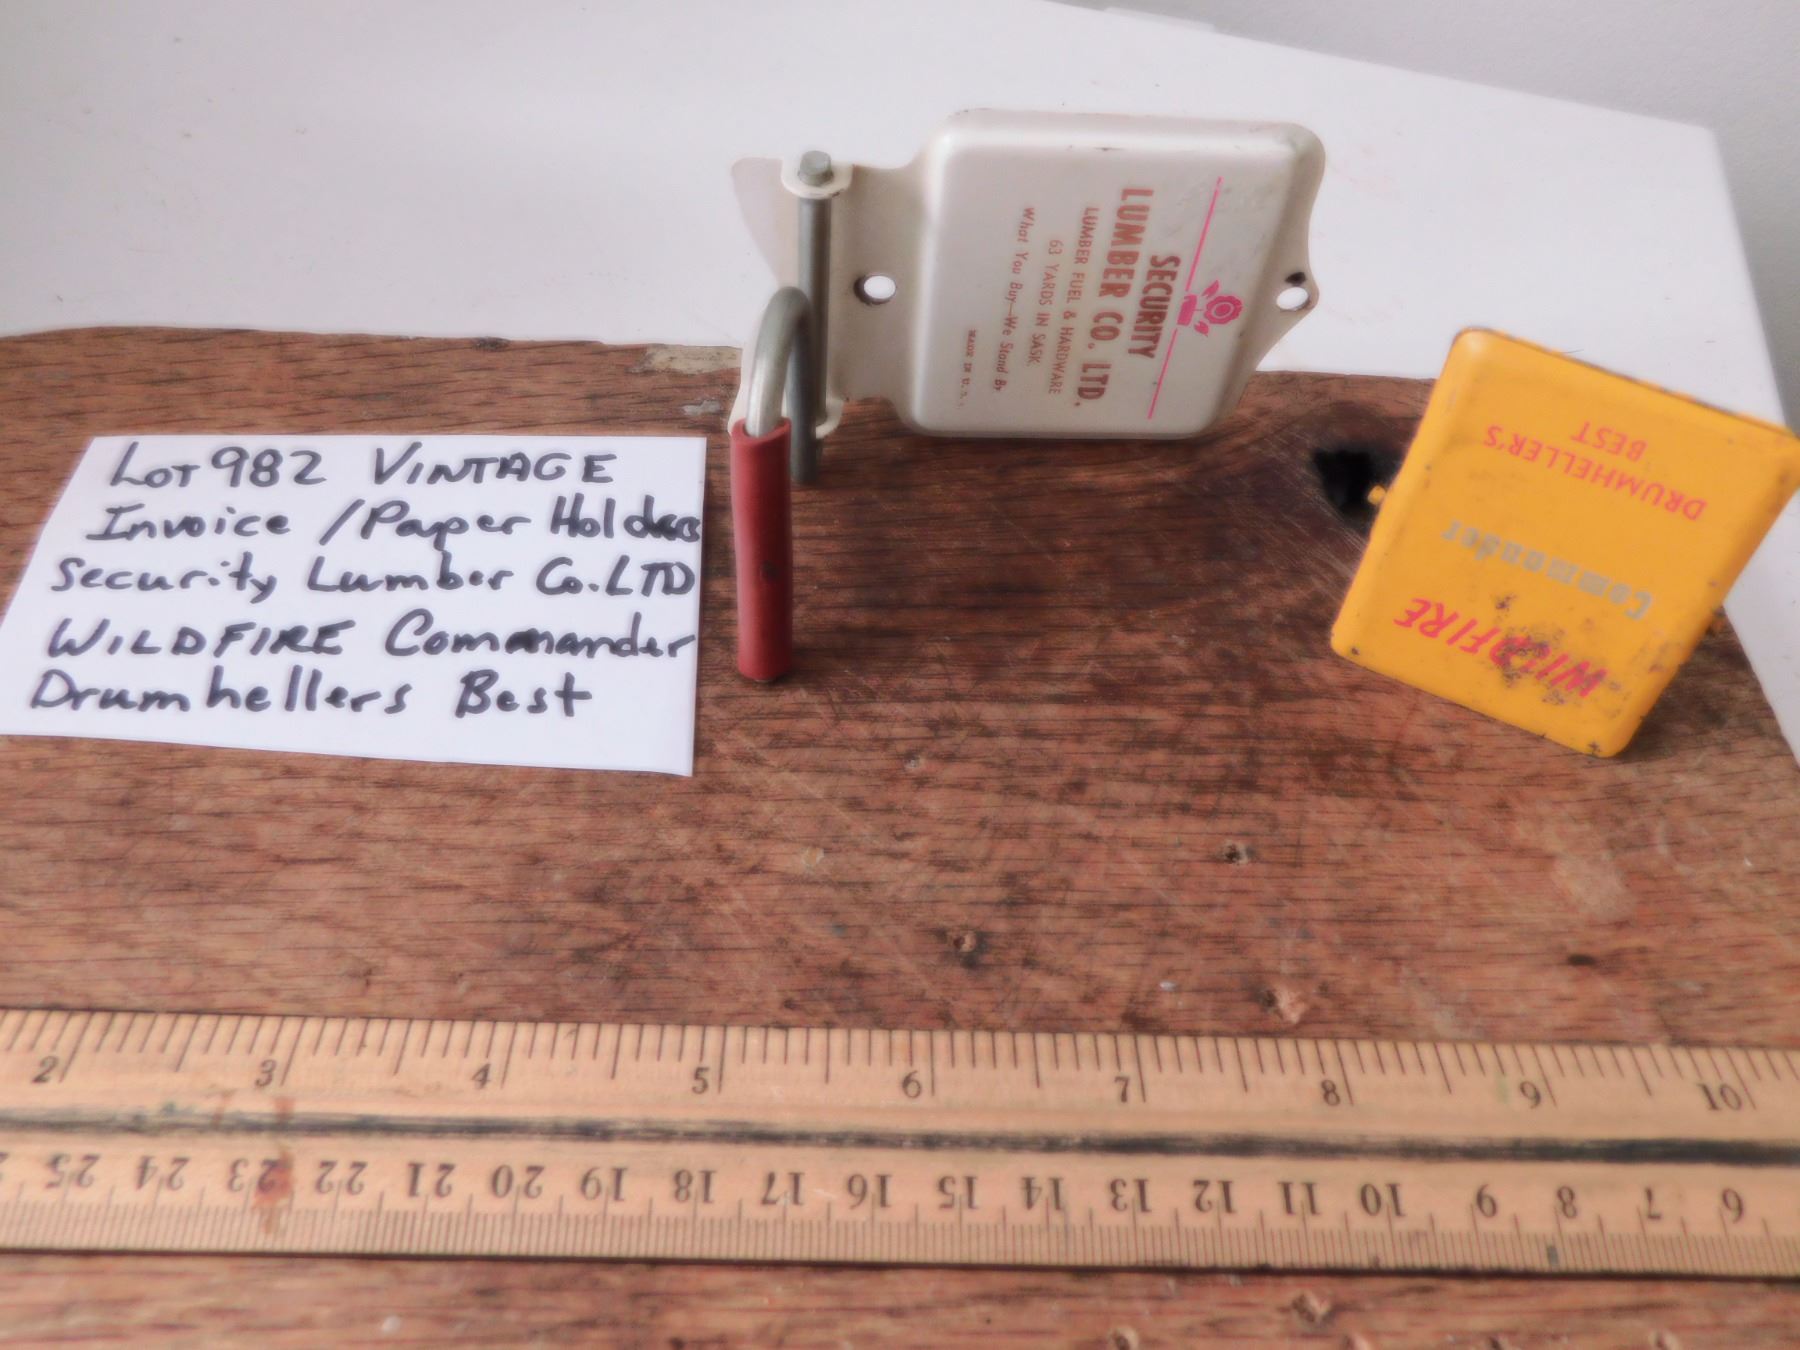 Lot 982 VINTAGE
Invoice / Paper Holders
Security Lumber Co. LTD
WILDFIRE Commander
Drumhellers Best
SECURITY
LUMBER CO. LTD.
LUMBER FUEL & HARDWARE
63 YARDS IN SASK.
What You Buy—We Stand By
MADE IN U.S.A.
WILDFIRE
Commander
DRUMHELLER'S
BEST
2 3 4 5 6 7 8 9 10
25 24 23 22 21 20 19 18 17 16 15 14 13 12 11 10 9 8 7 6